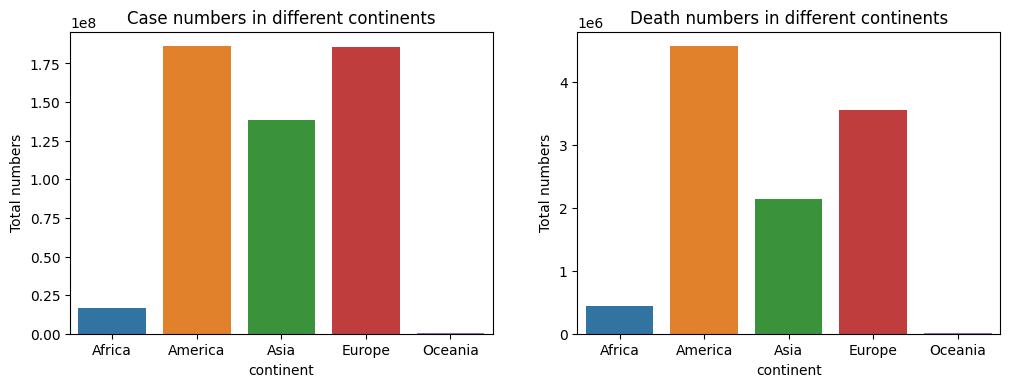 Case numbers in different continents
1e8
1.75
1.50
1.25
1.00
0.75
0.50
0.25
0.00
Total numbers
Africa America Asia Europe Oceania
continent
Death numbers in different continents
1e6
4
3
2
1
0
Total numbers
Africa America Asia Europe Oceania
continent